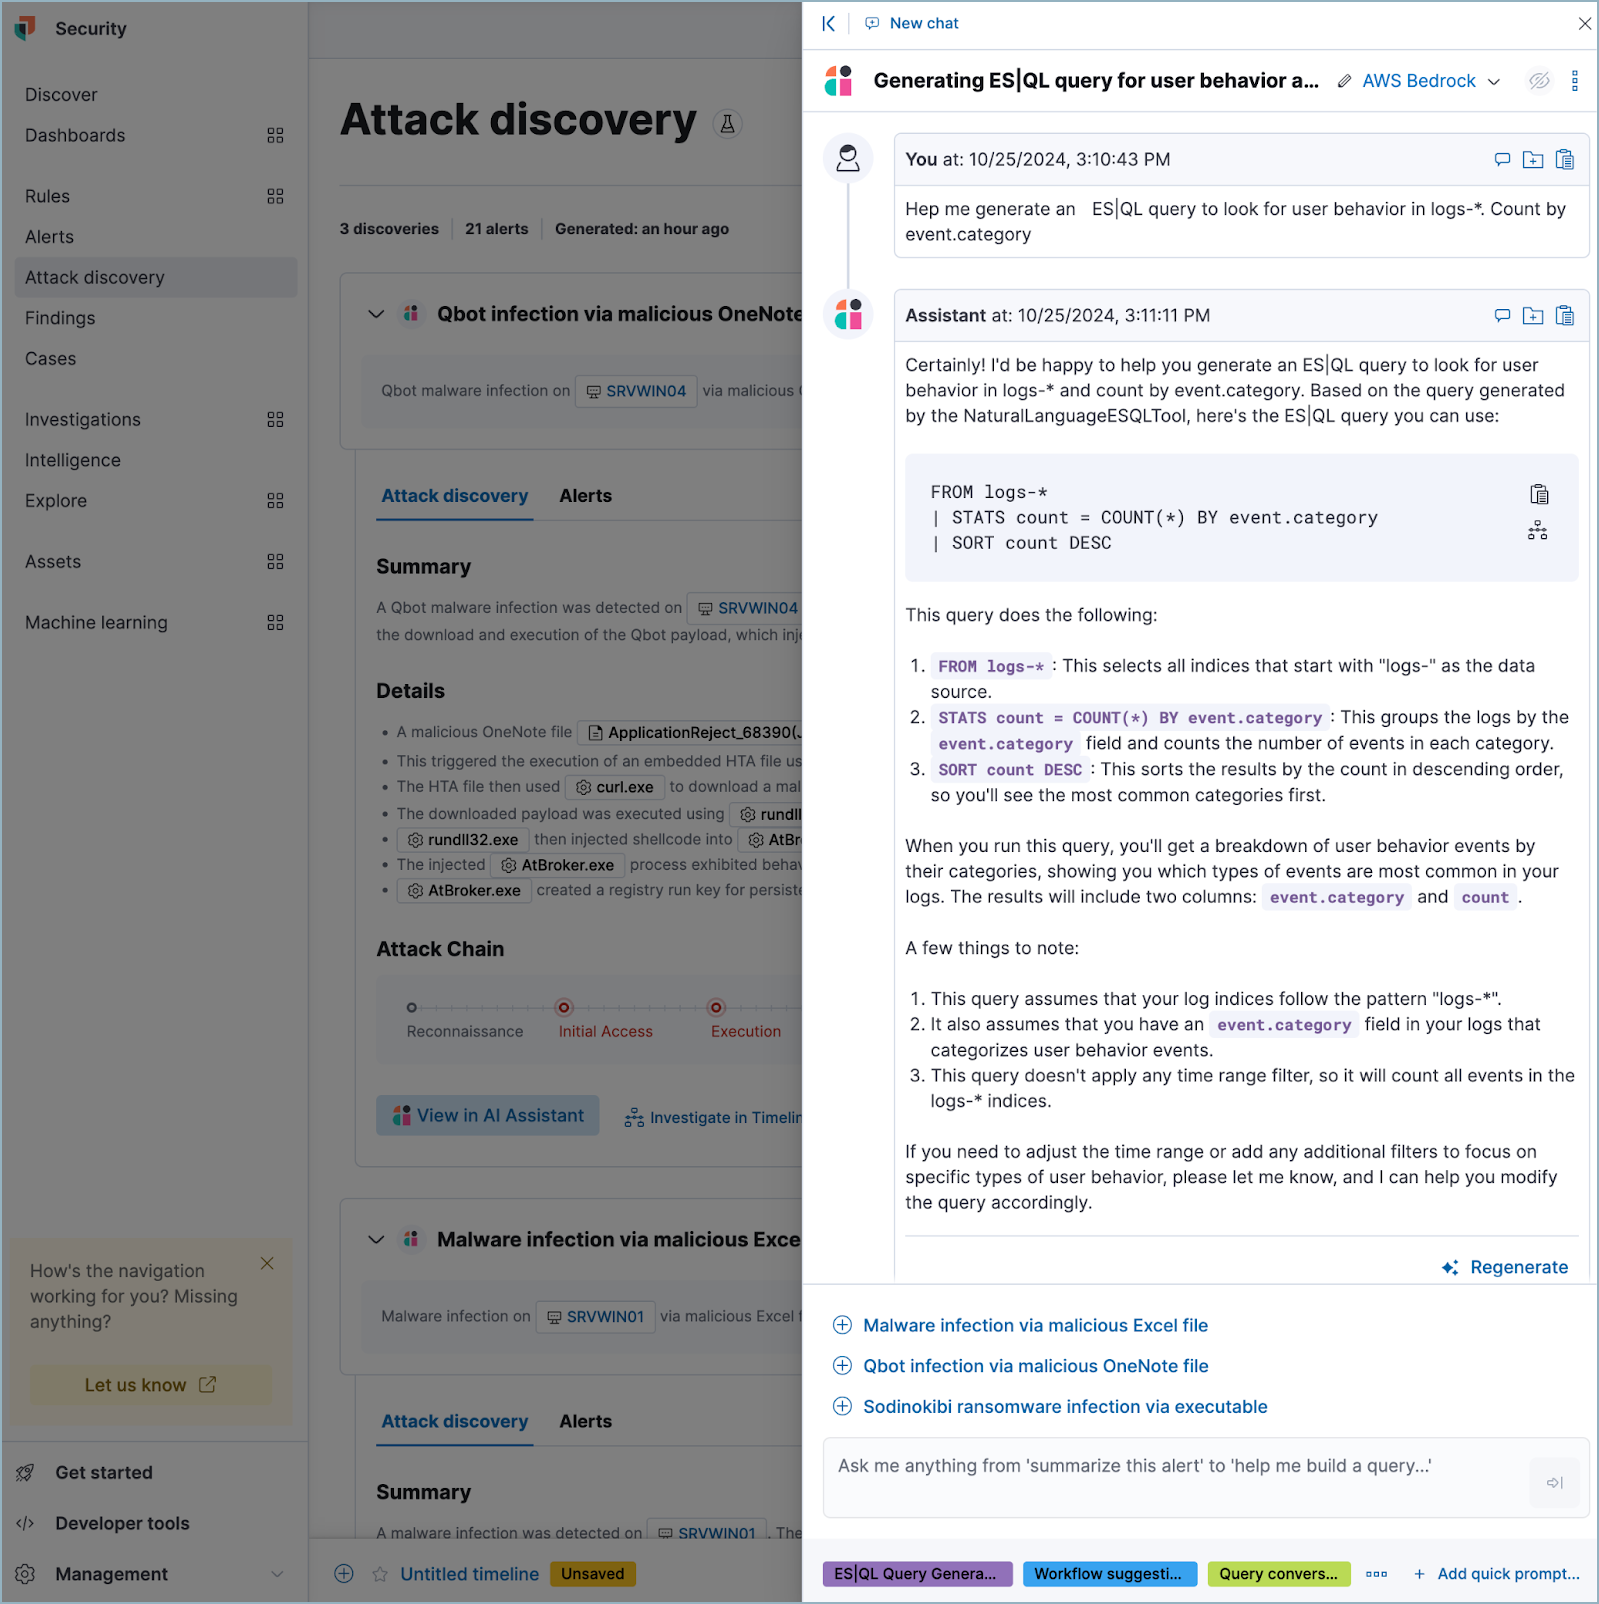 Security
Discover
Dashboards
Rules
Alerts
Attack discovery
Findings
Cases
Investigations
Intelligence
Explore
Assets
Machine learning
How's the navigation
working for you? Missing
anything?
Let us know
Get started
Developer tools
Management
Attack discovery
3 discoveries 21 alerts Generated: an hour ago
Qbot infection via malicious OneNote
Qbot malware infection on SRVWIN04 via malicious
Attack discovery Alerts
Summary
A Qbot malware infection was detected on SRVWIN04
the download and execution of the Qbot payload, which
Details
• A malicious OneNote file ApplicationReject_68390(
• This triggered the execution of an embedded HTA file
• The HTA file then used curl.exe to download a
• The downloaded payload was executed using
• rundll32.exe then injected shellcode into
• The injected AtBroker.exe process exhibited
• AtBroker.exe created a registry run key for
Attack Chain
Reconnaissance Initial Access Execution
View in AI Assistant Investigate in
Malware infection via malicious
Malware infection on SRVWIN01 via malicious Excel
Attack discovery Alerts
Summary
A malware infection was detected on SRVWIN01 . The
Untitled timeline Unsaved
New chat
Generating ES|QL query for user behavior a... AWS Bedrock
You at: 10/25/2024, 3:10:43 PM
Hep me generate an ES|QL query to look for user behavior in logs-*. Count by
event.category
Assistant at: 10/25/2024, 3:11:11 PM
Certainly! I'd be happy to help you generate an ES|QL query to look for user
behavior in logs-* and count by event.category. Based on the query generated
by the NaturalLanguageESQLTool, here's the ES|QL query you can use:
FROM logs-*
| STATS count = COUNT(*) BY event.category
| SORT count DESC
This query does the following:
1. FROM logs-* : This selects all indices that start with "logs-" as the data
source.
2. STATS count = COUNT(*) BY event.category : This groups the logs by the
event.category field and counts the number of events in each category.
3. SORT count DESC : This sorts the results by the count in descending order,
so you'll see the most common categories first.
When you run this query, you'll get a breakdown of user behavior events by
their categories, showing you which types of events are most common in your
logs. The results will include two columns: event.category and count .
A few things to note:
1. This query assumes that your log indices follow the pattern "logs-*".
2. It also assumes that you have an event.category field in your logs that
categorizes user behavior events.
3. This query doesn't apply any time range filter, so it will count all events in the
logs-* indices.
If you need to adjust the time range or add any additional filters to focus on
specific types of user behavior, please let me know, and I can help you modify
the query accordingly.
Regenerate
Malware infection via malicious Excel file
Qbot infection via malicious OneNote file
Sodinokibi ransomware infection via executable
Ask me anything from 'summarize this alert' to 'help me build a query...'
ES|QL Query Genera... Workflow suggesti... Query convers... + Add quick prompt...